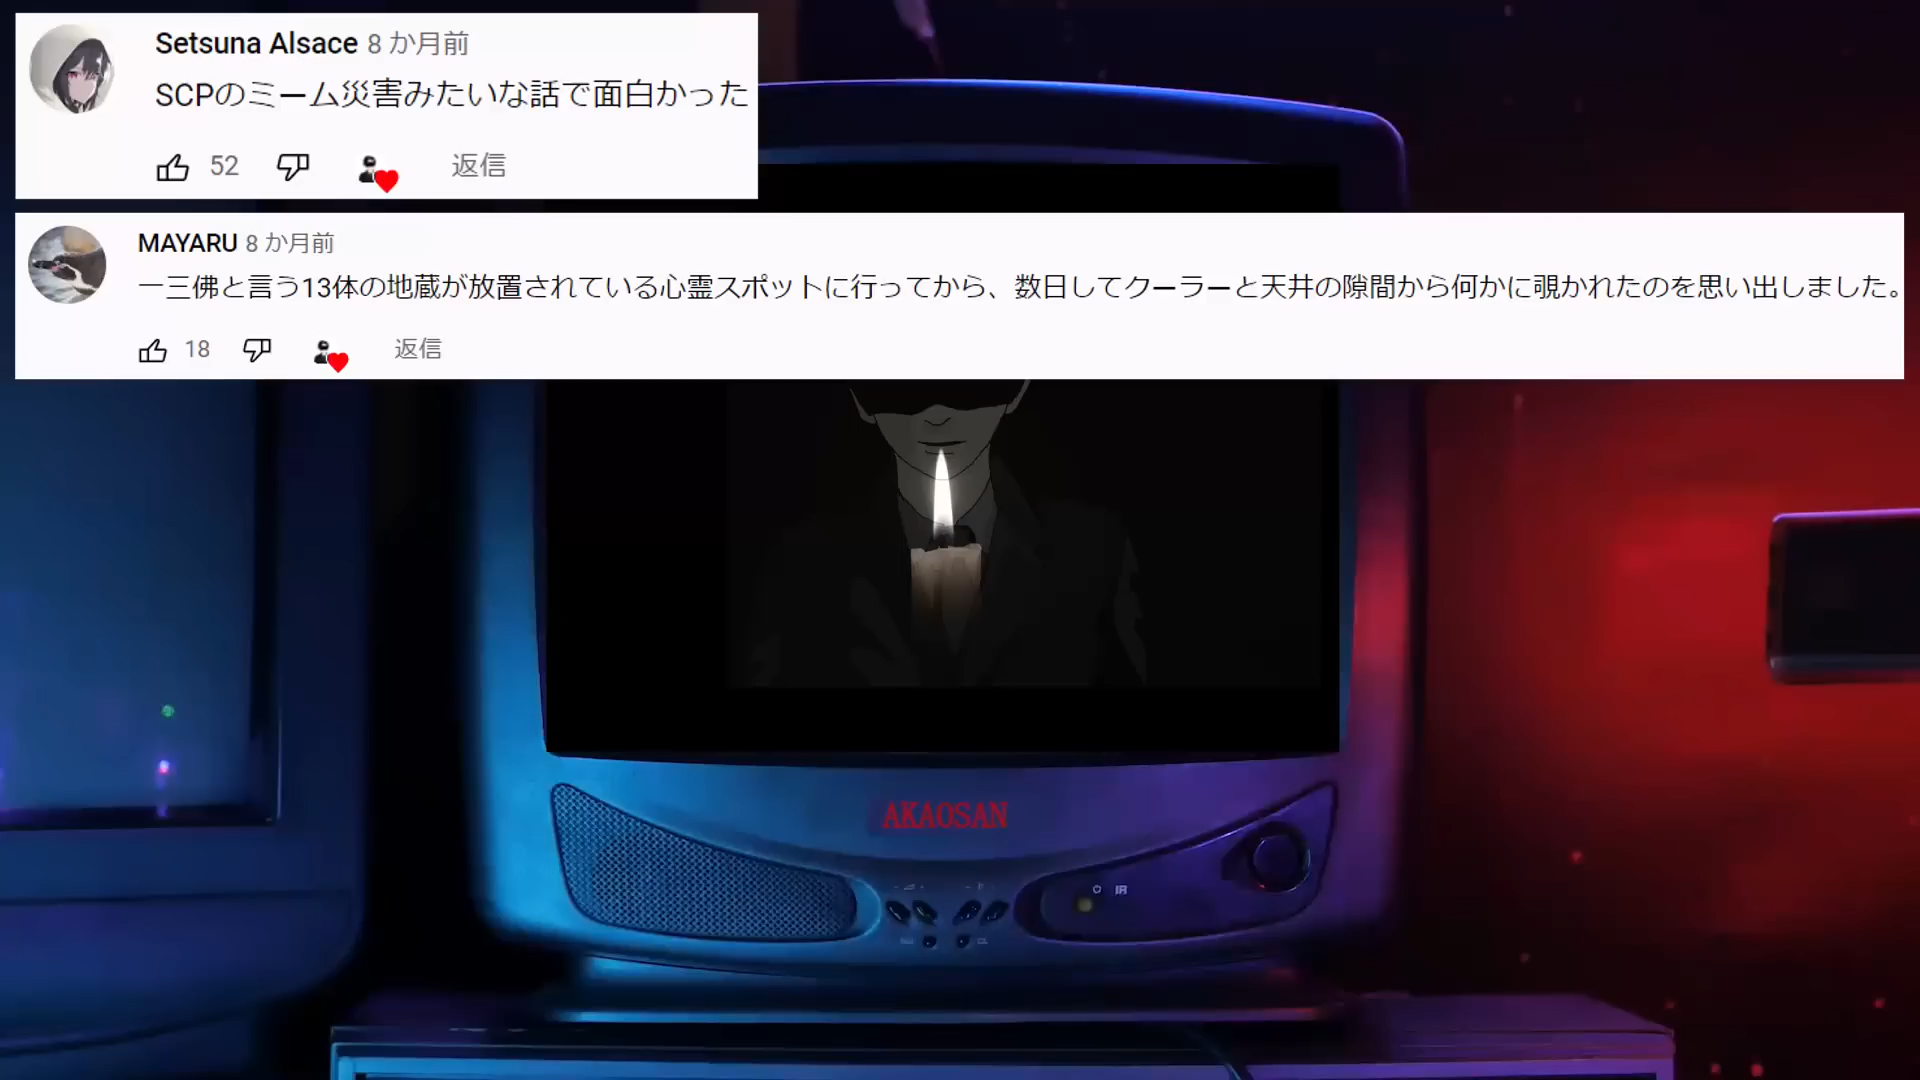 Setsuna Alsace 8 か月前
SCPのミーム災害みたいな話で面白かった
52 返信
MAYARU 8 か月前
一三佛と言う13体の地蔵が放置されている心霊スポットに行ってから、数日してクーラーと天井の隙間から何かに覗かれたのを思い出しました。
18 返信
AKAOSAN